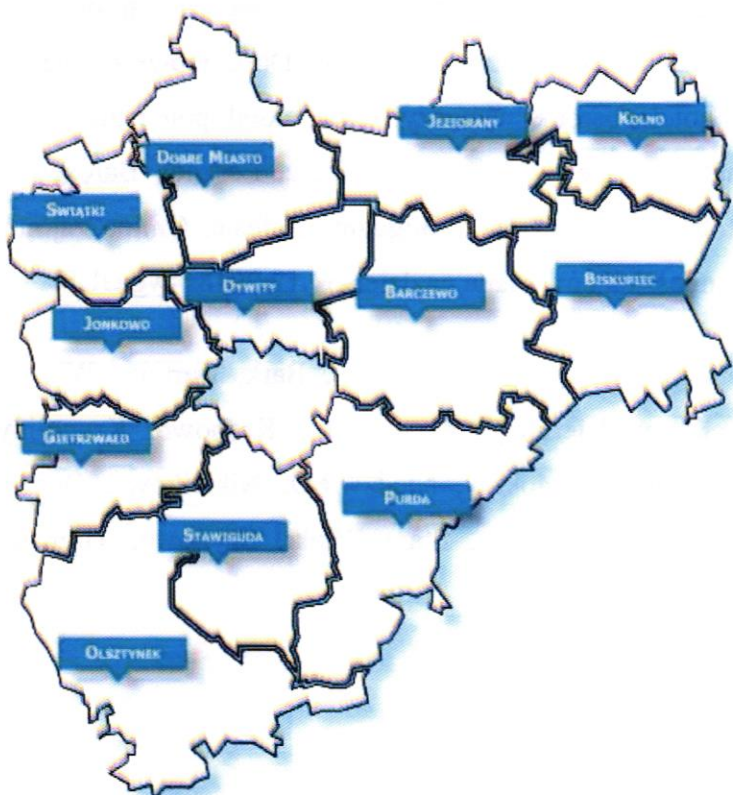 JEZIORANY
KOLNO
DOBRE MIASTO
ŚWIĄTKI
DYWITY
BARCZEWO
BISKUPIEC
JONKOWO
GIETRZWAŁD
PURDA
STAWIGUDA
OLSZTYNEK